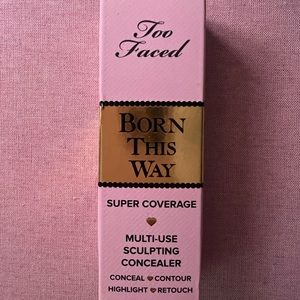 Too
Faced
BORN
THIS
WAY
SUPER COVERAGE
MULTI-USE
SCULPTING
CONCEALER
CONCEAL CONTOUR
HIGHLIGHT RETOUCH